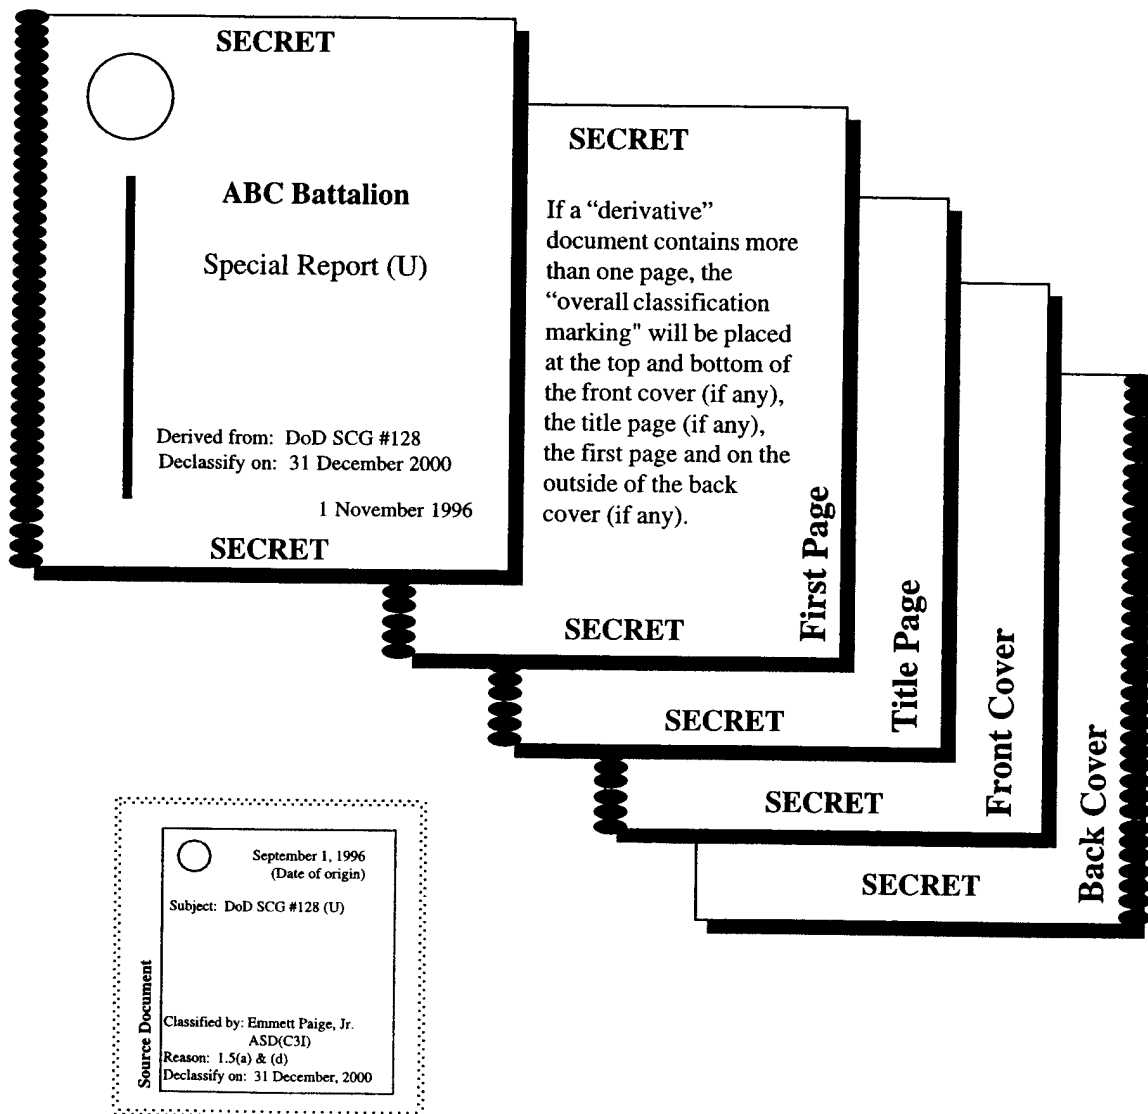 SECRET
ABC Battalion
Special Report (U)
Derived from: DoD SCG #128
Declassify on: 31 December 2000
1 November 1996
SECRET
SECRET
If a “derivative”
document contains more
than one page, the
“overall classification
marking" will be placed
at the top and bottom of
the front cover (if any),
the title page (if any),
the first page and on the
outside of the back
cover (if any).
SECRET
First Page
SECRET
Title Page
SECRET
Front Cover
SECRET
Back Cover
Source Document
September 1, 1996
(Date of origin)
Subject: DoD SCG #128 (U)
Classified by: Emmett Paige, Jr.
ASD(C3I)
Reason: 1.5(a) & (d)
Declassify on: 31 December, 2000